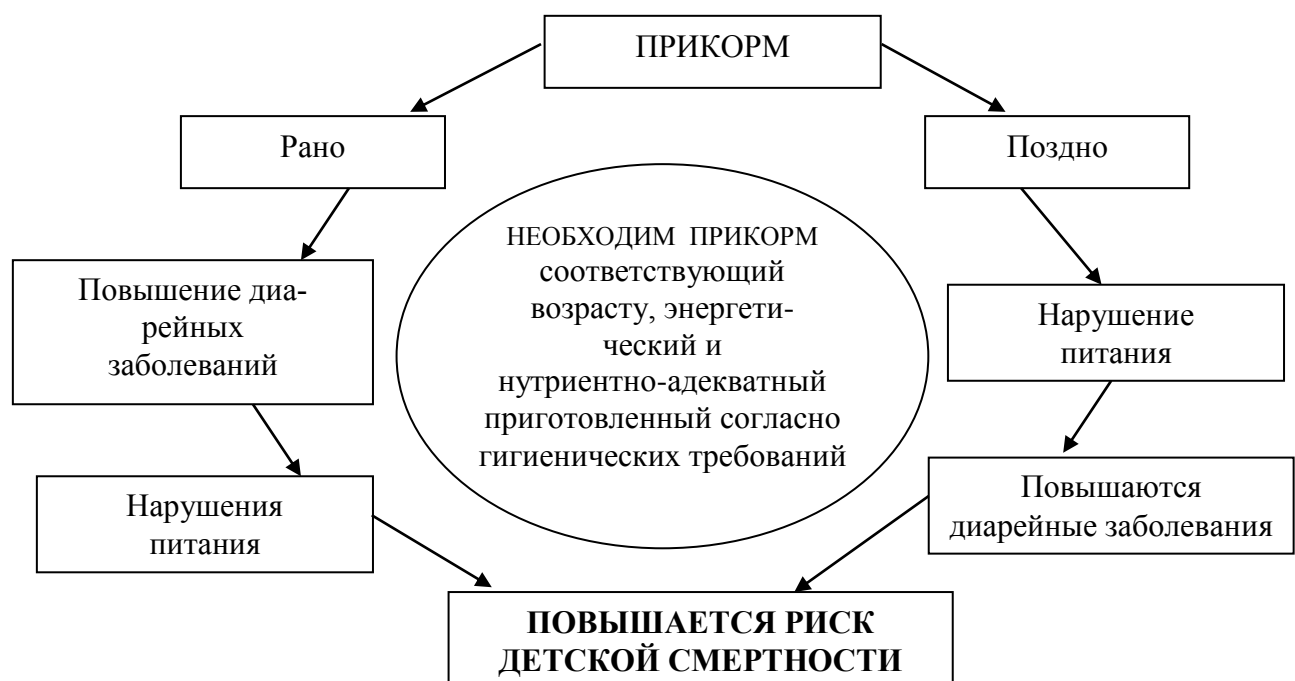 ПРИКОРМ
Рано
Поздно
НЕОБХОДИМ ПРИКОРМ
соответствующий
возрасту, энергети-
ческий и
нутриентно-адекватный
приготовленный согласно
гигиенических требований
Повышение диа-
рейных
заболеваний
Нарушение
питания
Нарушения
питания
Повышаются
диарейные заболевания
ПОВЫШАЕТСЯ РИСК
ДЕТСКОЙ СМЕРТНОСТИ